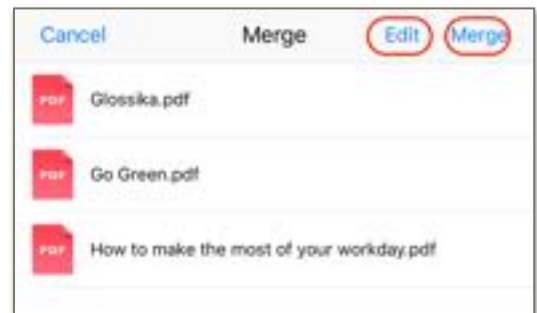 Cancel Merge Edit Merge
PDF Glossika.pdf
PDF Go Green.pdf
PDF How to make the most of your workday.pdf